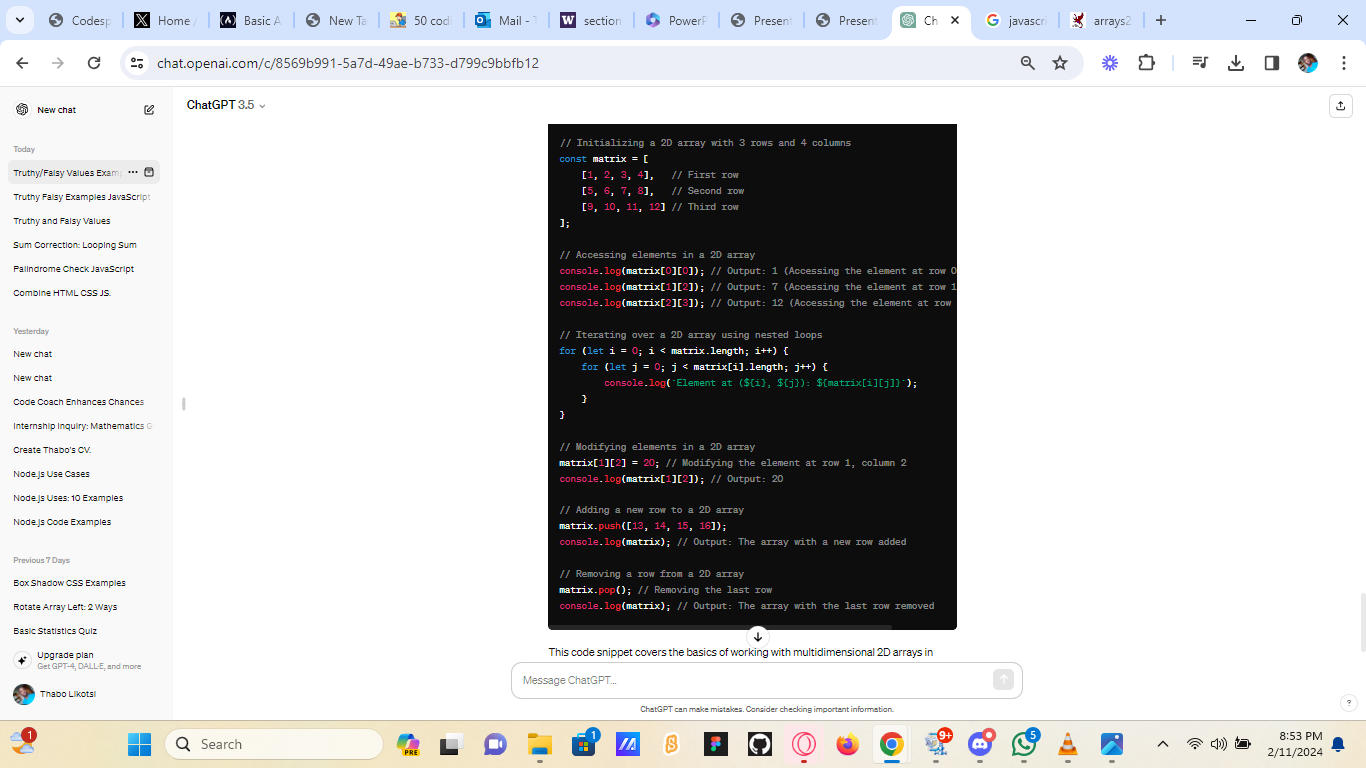 Codesp
Home /
Basic A
New Ta
50 codi
Mail - T
section
PowerP
Present
Present
Ch
javascri
arrays2
chat.openai.com/c/8569b991-5a7d-49ae-b733-d799c9bbfb12
New chat
ChatGPT 3.5
Today
Truthy/Falsy Values Exam
Truthy Falsy Examples JavaScript
Truthy and Falsy Values
Sum Correction: Looping Sum
Palindrome Check JavaScript
Combine HTML CSS JS.
Yesterday
New chat
New chat
Code Coach Enhances Chances
Internship Inquiry: Mathematics G
Create Thabo's CV.
Node.js Use Cases
Node.js Uses: 10 Examples
Node.js Code Examples
Previous 7 Days
Box Shadow CSS Examples
Rotate Array Left: 2 Ways
Basic Statistics Quiz
Upgrade plan
Get GPT-4, DALL·E, and more
Thabo Likotsi
// Initializing a 2D array with 3 rows and 4 columns
const matrix = [
[1, 2, 3, 4], // First row
[5, 6, 7, 8], // Second row
[9, 10, 11, 12] // Third row
];
// Accessing elements in a 2D array
console.log(matrix[0][0]); // Output: 1 (Accessing the element at row 0
console.log(matrix[1][2]); // Output: 7 (Accessing the element at row 1
console.log(matrix[2][3]); // Output: 12 (Accessing the element at row
// Iterating over a 2D array using nested loops
for (let i = 0; i < matrix.length; i++) {
for (let j = 0; j < matrix[i].length; j++) {
console.log(`Element at (${i}, ${j}): ${matrix[i][j]}`);
}
}
// Modifying elements in a 2D array
matrix[1][2] = 20; // Modifying the element at row 1, column 2
console.log(matrix[1][2]); // Output: 20
// Adding a new row to a 2D array
matrix.push([13, 14, 15, 16]);
console.log(matrix); // Output: The array with a new row added
// Removing a row from a 2D array
matrix.pop(); // Removing the last row
console.log(matrix); // Output: The array with the last row removed
This code snippet covers the basics of working with multidimensional 2D arrays in
Message ChatGPT...
ChatGPT can make mistakes. Consider checking important information.
?
1
Search
PRE
1
9+
5
8:53 PM
2/11/2024